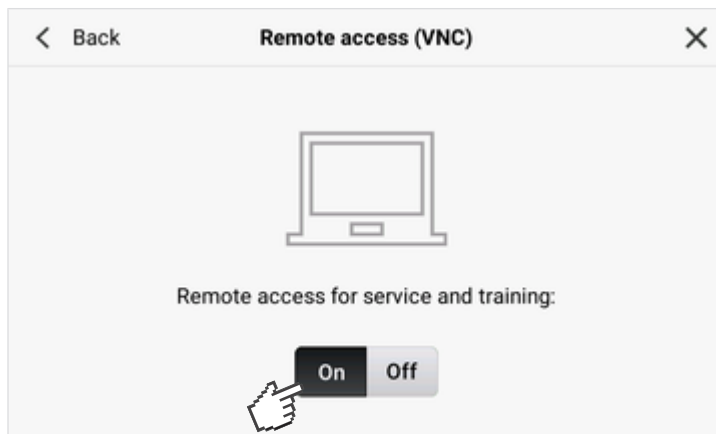 Back Remote access (VNC)
Remote access for service and training:
On Off